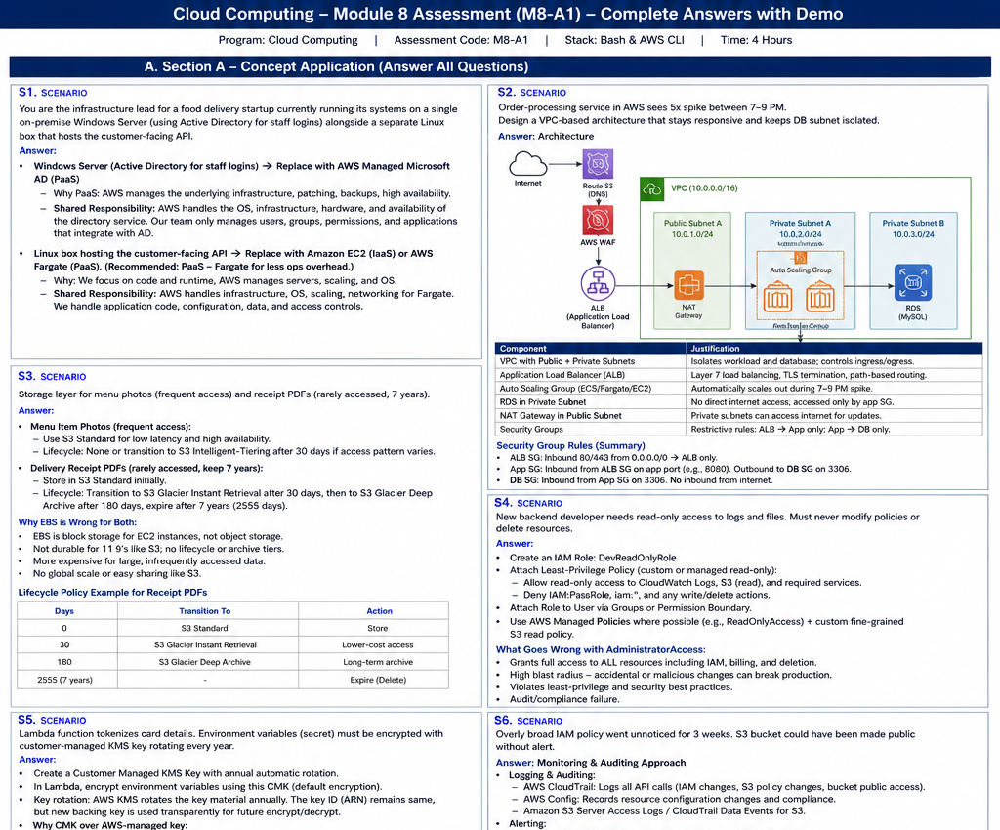 Cloud Computing – Module 8 Assessment (M8-A1) – Complete Answers with Demo
Program: Cloud Computing | Assessment Code: M8-A1 | Stack: Bash & AWS CLI | Time: 4 Hours
A. Section A – Concept Application (Answer All Questions)
S1. SCENARIO
You are the infrastructure lead for a food delivery startup currently running its systems on a single
on-premise Windows Server (using Active Directory for staff logins) alongside a separate Linux
box that hosts the customer-facing API.
Answer:
• Windows Server (Active Directory for staff logins) → Replace with AWS Managed Microsoft
AD (PaaS)
– Why PaaS: AWS manages the underlying infrastructure, patching, backups, high availability.
– Shared Responsibility: AWS handles the OS, infrastructure, hardware, and availability of
the directory service. Our team only manages users, groups, permissions, and applications
that integrate with AD.
• Linux box hosting the customer-facing API → Replace with Amazon EC2 (IaaS) or AWS
Fargate (PaaS). (Recommended: PaaS – Fargate for less ops overhead.)
– Why: We focus on code and runtime, AWS manages servers, scaling, and OS.
– Shared Responsibility: AWS handles infrastructure, OS, scaling, networking for Fargate.
We handle application code, configuration, data, and access controls.
S2. SCENARIO
Order-processing service in AWS sees 5x spike between 7–9 PM.
Design a VPC-based architecture that stays responsive and keeps DB subnet isolated.
Answer: Architecture
Internet
Route S3
(DNS)
AWS WAF
ALB
(Application Load
Balancer)
VPC (10.0.0.0/16)
Public Subnet A
10.0.1.0/24
NAT
Gateway
Private Subnet A
10.0.2.0/24
Auto Scaling Group
Private Subnet B
10.0.3.0/24
RDS
(MySQL)
Component Justification
VPC with Public + Private Subnets Isolates workload and database; controls ingress/egress.
Application Load Balancer (ALB) Layer 7 load balancing, TLS termination, path-based routing.
Auto Scaling Group (ECS/Fargate/EC2) Automatically scales out during 7–9 PM spike.
RDS in Private Subnet No direct internet access, accessed only by app SG.
NAT Gateway in Public Subnet Private subnets can access internet for updates.
Security Groups Restrictive rules: ALB → App only; App → DB only.
Security Group Rules (Summary)
• ALB SG: Inbound 80/443 from 0.0.0.0/0 → ALB only.
• App SG: Inbound from ALB SG on app port (e.g., 8080). Outbound to DB SG on 3306.
• DB SG: Inbound from App SG on 3306. No inbound from internet.
S3. SCENARIO
Storage layer for menu photos (frequent access) and receipt PDFs (rarely accessed, 7 years).
Answer:
• Menu Item Photos (frequent access):
– Use S3 Standard for low latency and high availability.
– Lifecycle: None or transition to S3 Intelligent-Tiering after 30 days if access pattern varies.
• Delivery Receipt PDFs (rarely accessed, keep 7 years):
– Store in S3 Standard initially.
– Lifecycle: Transition to S3 Glacier Instant Retrieval after 30 days, then to S3 Glacier Deep
Archive after 180 days, expire after 7 years (2555 days).
Why EBS is Wrong for Both:
• EBS is block storage for EC2 instances, not object storage.
• Not durable for 11 9's like S3; no lifecycle or archive tiers.
• More expensive for large, infrequently accessed data.
• No global scale or easy sharing like S3.
Lifecycle Policy Example for Receipt PDFs
Days Transition To Action
0 S3 Standard Store
30 S3 Glacier Instant Retrieval Lower-cost access
180 S3 Glacier Deep Archive Long-term archive
2555 (7 years) - Expire (Delete)
S4. SCENARIO
New backend developer needs read-only access to logs and files. Must never modify policies or
delete resources.
Answer:
• Create an IAM Role: DevReadOnlyRole
• Attach Least-Privilege Policy (custom or managed read-only):
– Allow read-only access to CloudWatch Logs, S3 (read), and required services.
– Deny IAM:PassRole, iam:", and any write/delete actions.
• Attach Role to User via Groups or Permission Boundary.
• Use AWS Managed Policies where possible (e.g., ReadOnlyAccess) + custom fine-grained
S3 read policy.
What Goes Wrong with AdministratorAccess:
• Grants full access to ALL resources including IAM, billing, and deletion.
• High blast radius – accidental or malicious changes can break production.
• Violates least-privilege and security best practices.
• Audit/compliance failure.
S5. SCENARIO
Lambda function tokenizes card details. Environment variables (secret) must be encrypted with
customer-managed KMS key rotating every year.
Answer:
• Create a Customer Managed KMS Key with annual automatic rotation.
• In Lambda, encrypt environment variables using this CMK (default encryption).
• Key rotation: AWS KMS rotates the key material annually. The key ID (ARN) remains same,
but new backing key is used transparently for future encrypt/decrypt.
• Why CMK over AWS-managed key:
S6. SCENARIO
Overly broad IAM policy went unnoticed for 3 weeks. S3 bucket could have been made public
without alert.
Answer: Monitoring & Auditing Approach
• Logging & Auditing:
– AWS CloudTrail: Logs all API calls (IAM changes, S3 policy changes, bucket public access).
– AWS Config: Records resource configuration changes and compliance.
– Amazon S3 Server Access Logs / CloudTrail Data Events for S3.
• Alerting: